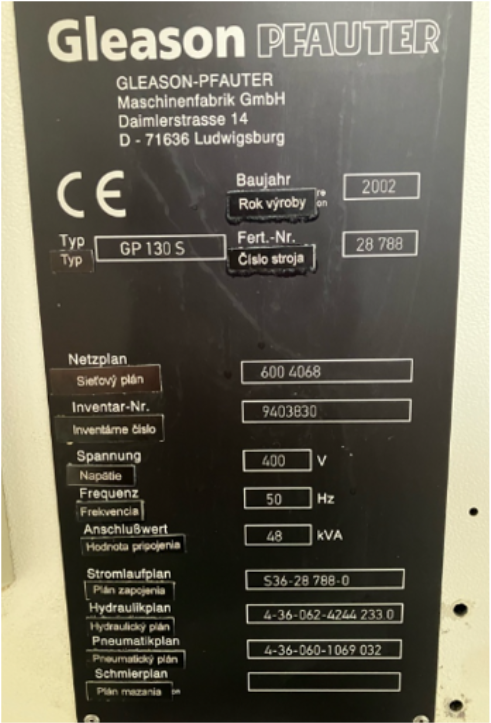 Gleason PFAUTER
GLEASON-PFAUTER
Maschinenfabrik GmbH
Daimlerstrasse 14
D - 71636 Ludwigsburg
CE
Baujahr
Rok výroby
2002
Typ
Typ
GP 130 S
Fert.-Nr.
Číslo stroja
28 788
Netzplan
Sieťový plán
600 4068
Inventar-Nr.
Inventárne číslo
9403830
Spannung
Napätie
400 V
Frequenz
Frekvencia
50 Hz
Anschlußwert
Hodnota pripojenia
48 kVA
Stromlaufplan
Plán zapojenia
S36-28 788-0
Hydraulikplan
Hydraulický plán
4-36-062-4244 233.0
Pneumatikplan
Pneumatický plán
4-36-060-1069 032
Schmierplan
Plán mazania